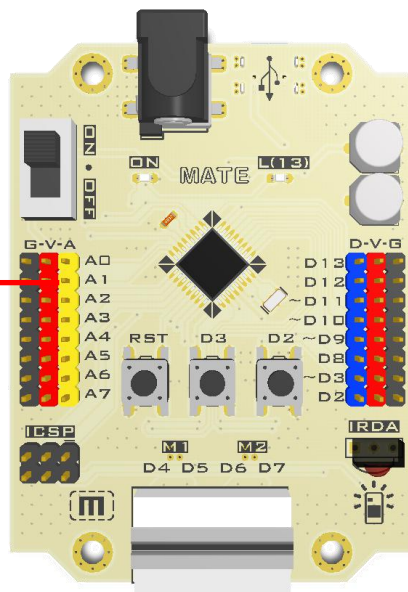 ON
OFF
ON
MATE
L(13)
G-V-A
D-V-G
A0
A1
A2
A3
A4
A5
A6
A7
D13
D12
~D11
~D10
~D9
D8
~D3
D2
RST
D3
D2
ICSP
M1
M2
IRDA
D4 D5 D6 D7
m